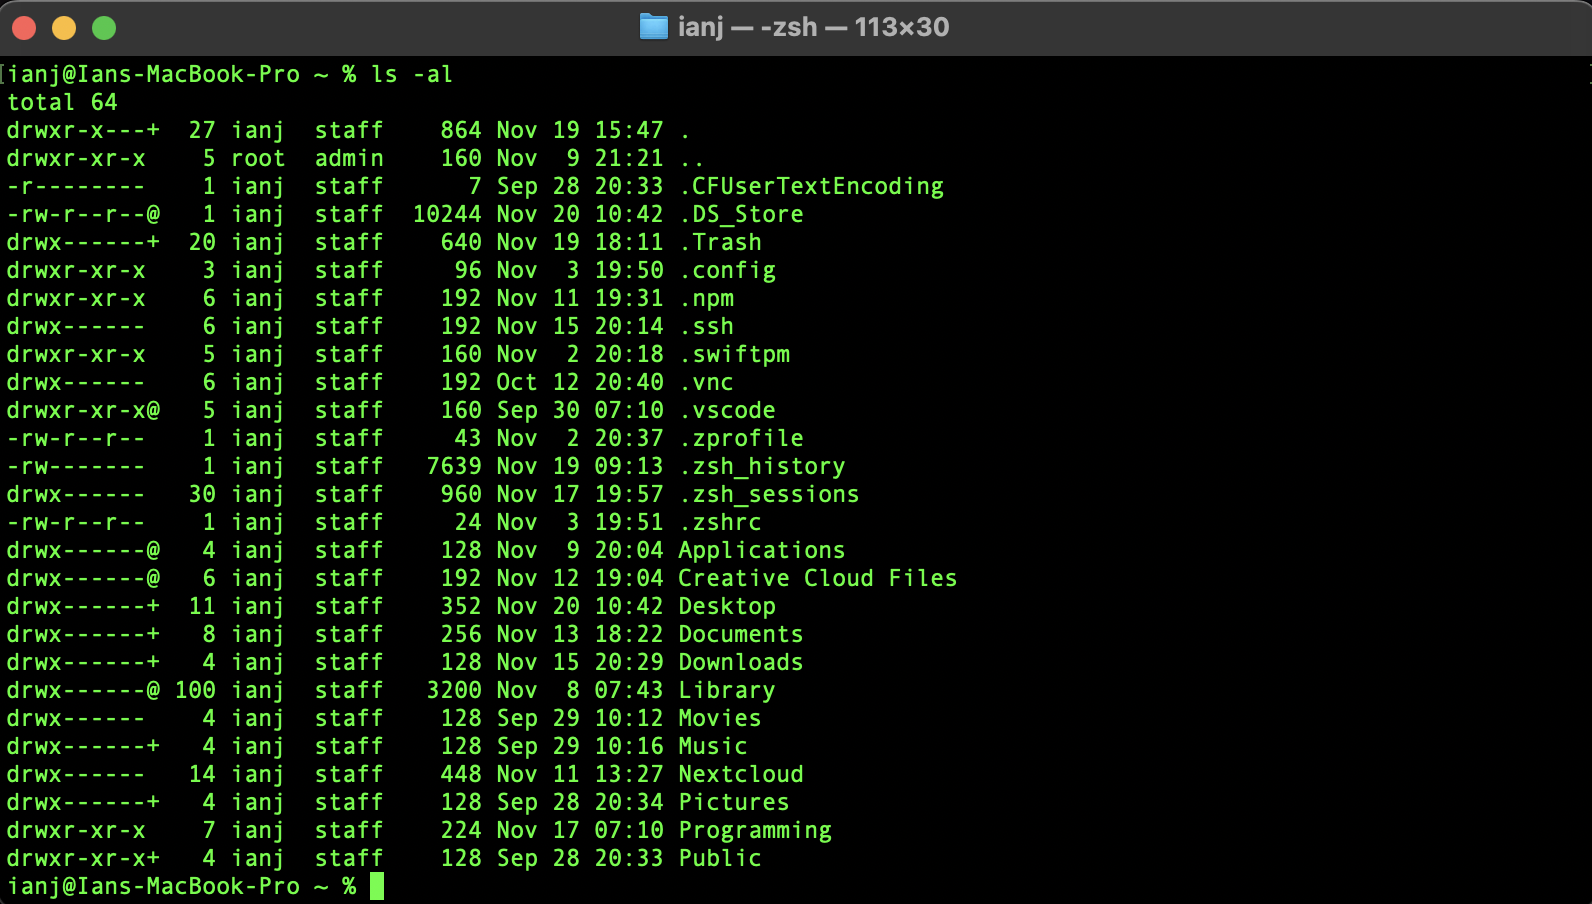 ianj — -zsh — 113×30
ianj@Ians-MacBook-Pro ~ % ls -al
total 64
drwxr-x---+  27 ianj  staff    864 Nov 19 15:47 .
drwxr-xr-x    5 root  admin    160 Nov  9 21:21 ..
-r--------    1 ianj  staff      7 Sep 28 20:33 .CFUserTextEncoding
-rw-r--r--@   1 ianj  staff  10244 Nov 20 10:42 .DS_Store
drwx------+  20 ianj  staff    640 Nov 19 18:11 .Trash
drwxr-xr-x    3 ianj  staff     96 Nov  3 19:50 .config
drwxr-xr-x    6 ianj  staff    192 Nov 11 19:31 .npm
drwx------    6 ianj  staff    192 Nov 15 20:14 .ssh
drwxr-xr-x    5 ianj  staff    160 Nov  2 20:18 .swiftpm
drwx------    6 ianj  staff    192 Oct 12 20:40 .vnc
drwxr-xr-x@   5 ianj  staff    160 Sep 30 07:10 .vscode
-rw-r--r--    1 ianj  staff     43 Nov  2 20:37 .zprofile
-rw-------    1 ianj  staff   7639 Nov 19 09:13 .zsh_history
drwx------   30 ianj  staff    960 Nov 17 19:57 .zsh_sessions
-rw-r--r--    1 ianj  staff     24 Nov  3 19:51 .zshrc
drwx------@   4 ianj  staff    128 Nov  9 20:04 Applications
drwx------@   6 ianj  staff    192 Nov 12 19:04 Creative Cloud Files
drwx------+  11 ianj  staff    352 Nov 20 10:42 Desktop
drwx------+   8 ianj  staff    256 Nov 13 18:22 Documents
drwx------+   4 ianj  staff    128 Nov 15 20:29 Downloads
drwx------@ 100 ianj  staff   3200 Nov  8 07:43 Library
drwx------    4 ianj  staff    128 Sep 29 10:12 Movies
drwx------+   4 ianj  staff    128 Sep 29 10:16 Music
drwx------   14 ianj  staff    448 Nov 11 13:27 Nextcloud
drwx------+   4 ianj  staff    128 Sep 28 20:34 Pictures
drwxr-xr-x    7 ianj  staff    224 Nov 17 07:10 Programming
drwxr-xr-x+   4 ianj  staff    128 Sep 28 20:33 Public
ianj@Ians-MacBook-Pro ~ %